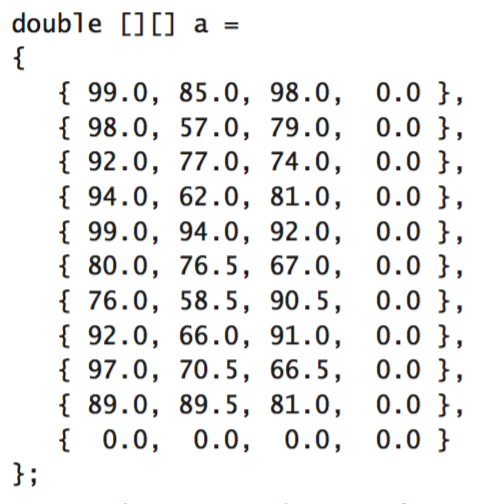 double [][] a =
{
{ 99.0, 85.0, 98.0, 0.0 },
{ 98.0, 57.0, 79.0, 0.0 },
{ 92.0, 77.0, 74.0, 0.0 },
{ 94.0, 62.0, 81.0, 0.0 },
{ 99.0, 94.0, 92.0, 0.0 },
{ 80.0, 76.5, 67.0, 0.0 },
{ 76.0, 58.5, 90.5, 0.0 },
{ 92.0, 66.0, 91.0, 0.0 },
{ 97.0, 70.5, 66.5, 0.0 },
{ 89.0, 89.5, 81.0, 0.0 },
{ 0.0, 0.0, 0.0, 0.0 }
};